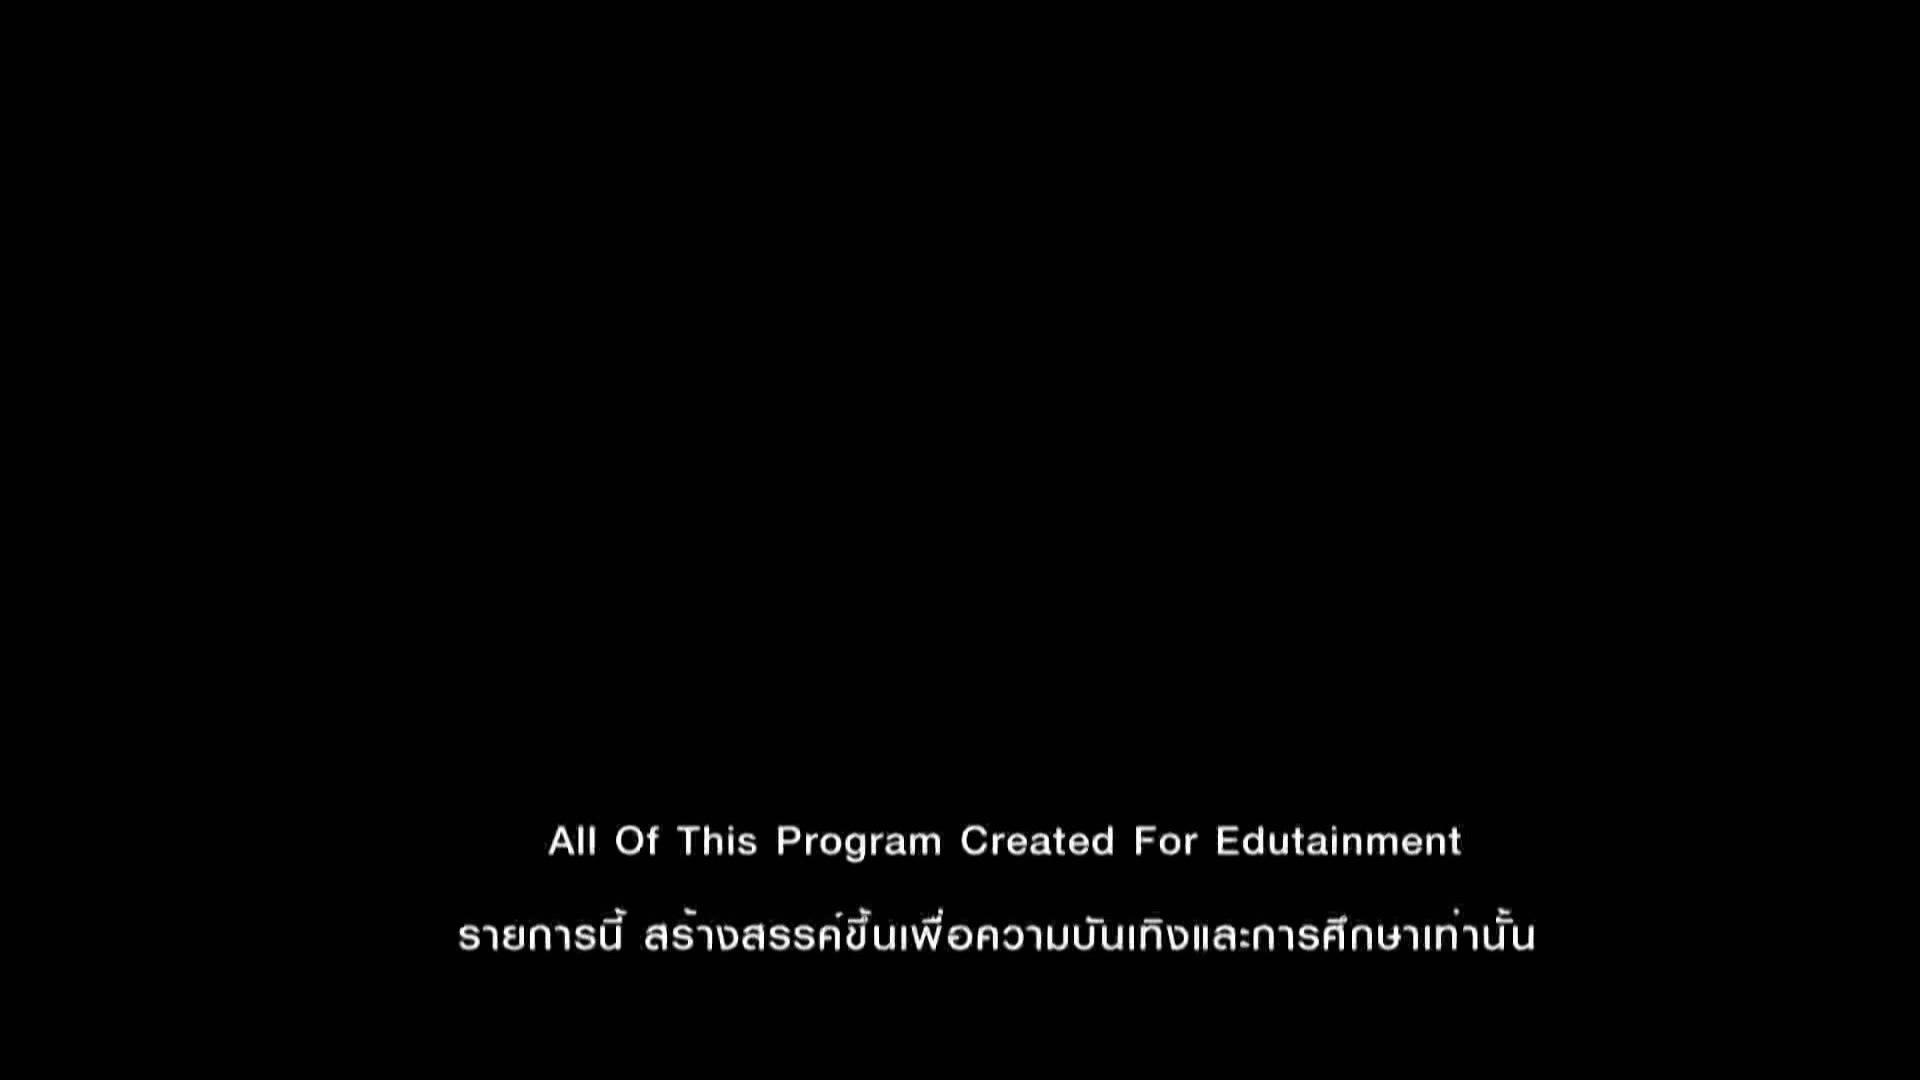 All Of This Program Created For Edutainment
รายการนี้ สร้างสรรค์ขึ้นเพื่อความบันเทิงและการศึกษาเท่านั้น